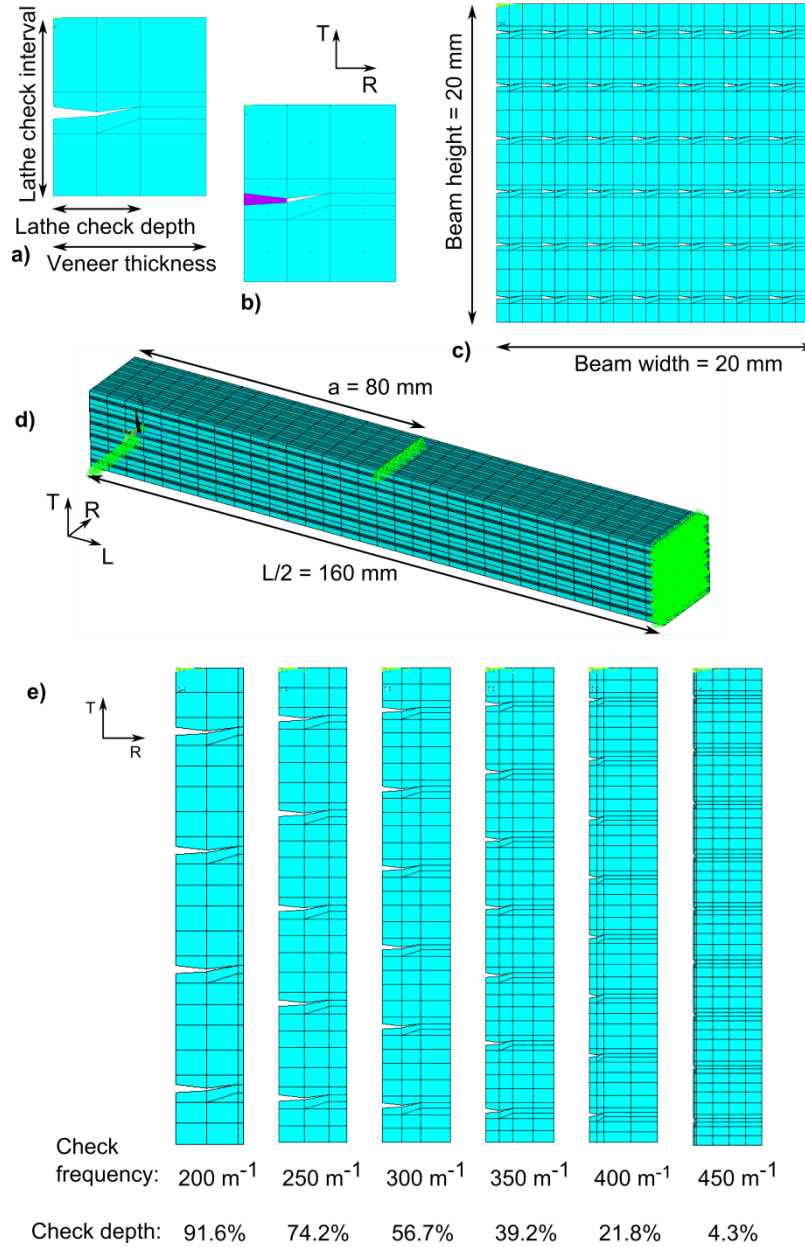 Lathe check interval
Lathe check depth
Veneer thickness
a)
T
R
b)
Beam height = 20 mm
c)
Beam width = 20 mm
d)
a = 80 mm
T
R
L
L/2 = 160 mm
e)
T
R
Check frequency: 200 m⁻¹ 250 m⁻¹ 300 m⁻¹ 350 m⁻¹ 400 m⁻¹ 450 m⁻¹
Check depth: 91.6% 74.2% 56.7% 39.2% 21.8% 4.3%